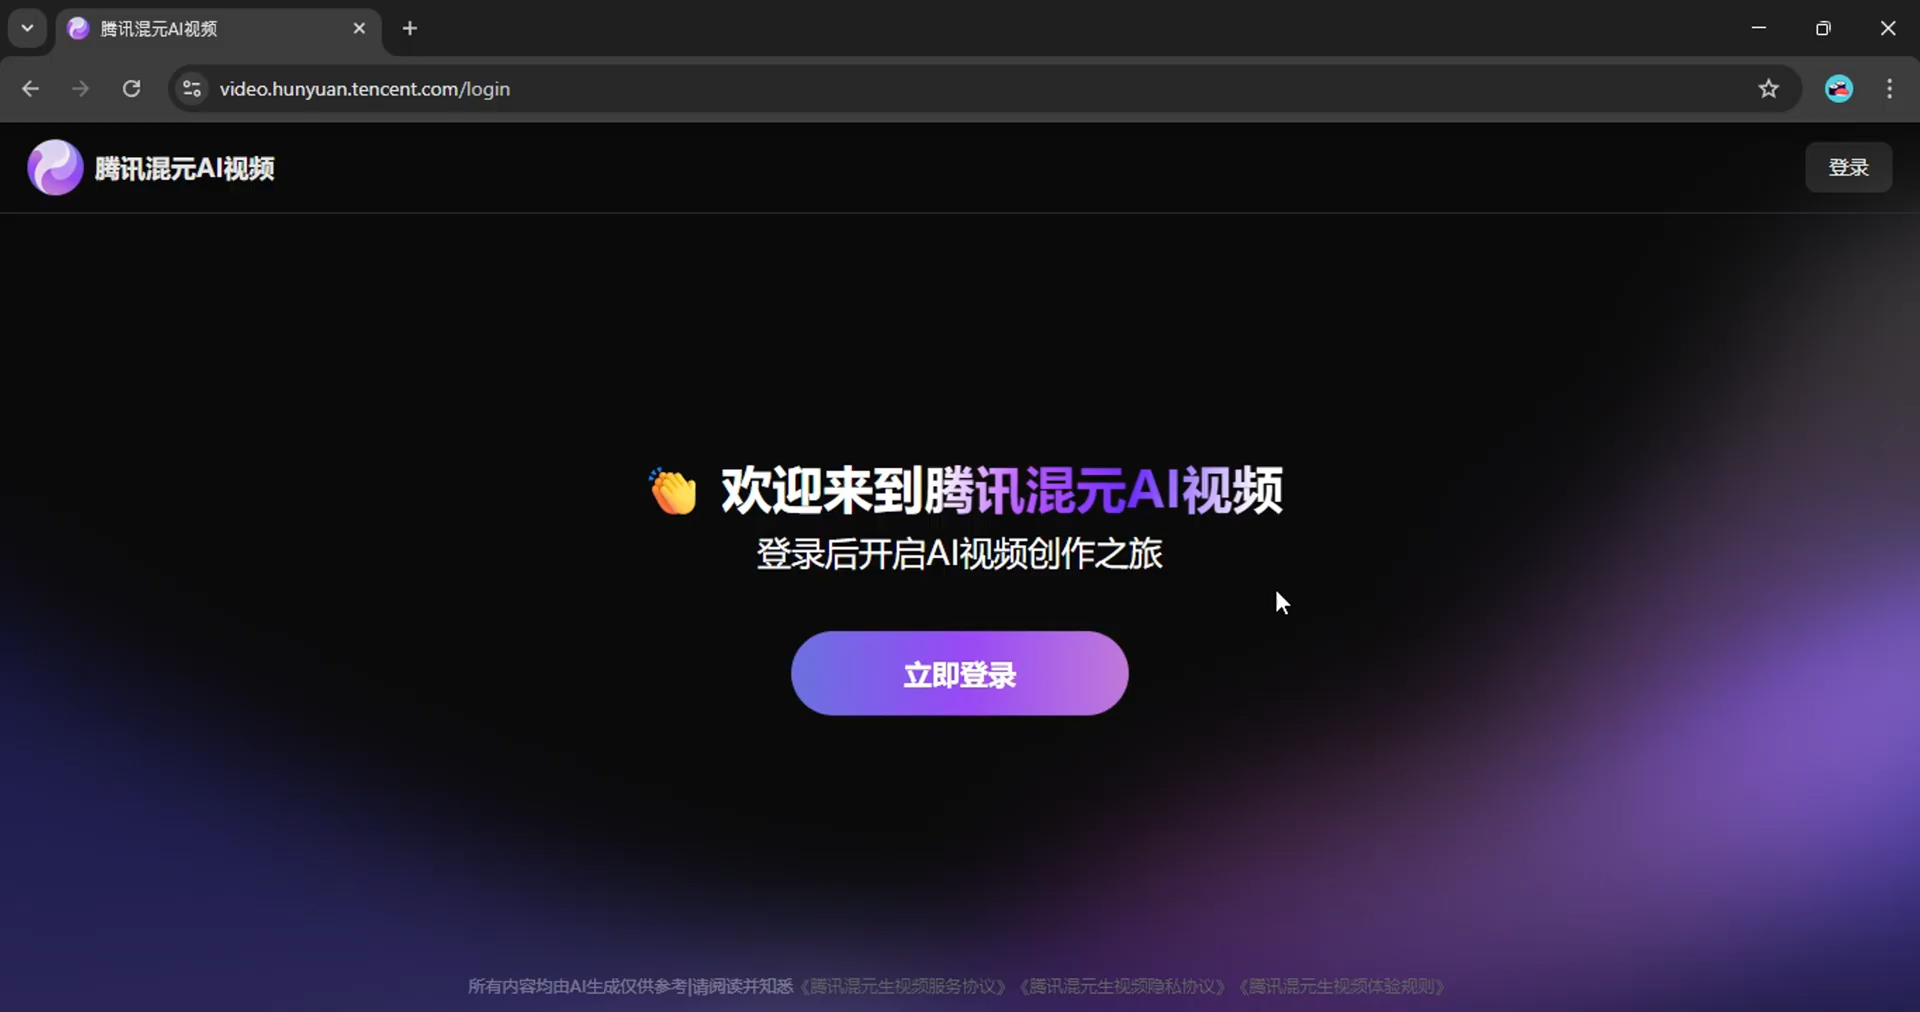 腾讯混元AI视频
video.hunyuan.tencent.com/login
腾讯混元AI视频
登录
欢迎来到腾讯混元AI视频
登录后开启AI视频创作之旅
立即登录
所有内容均由AI生成仅供参考|请阅读并知悉《腾讯混元生视频服务协议》《腾讯混元生视频隐私协议》《腾讯混元生视频体验规则》